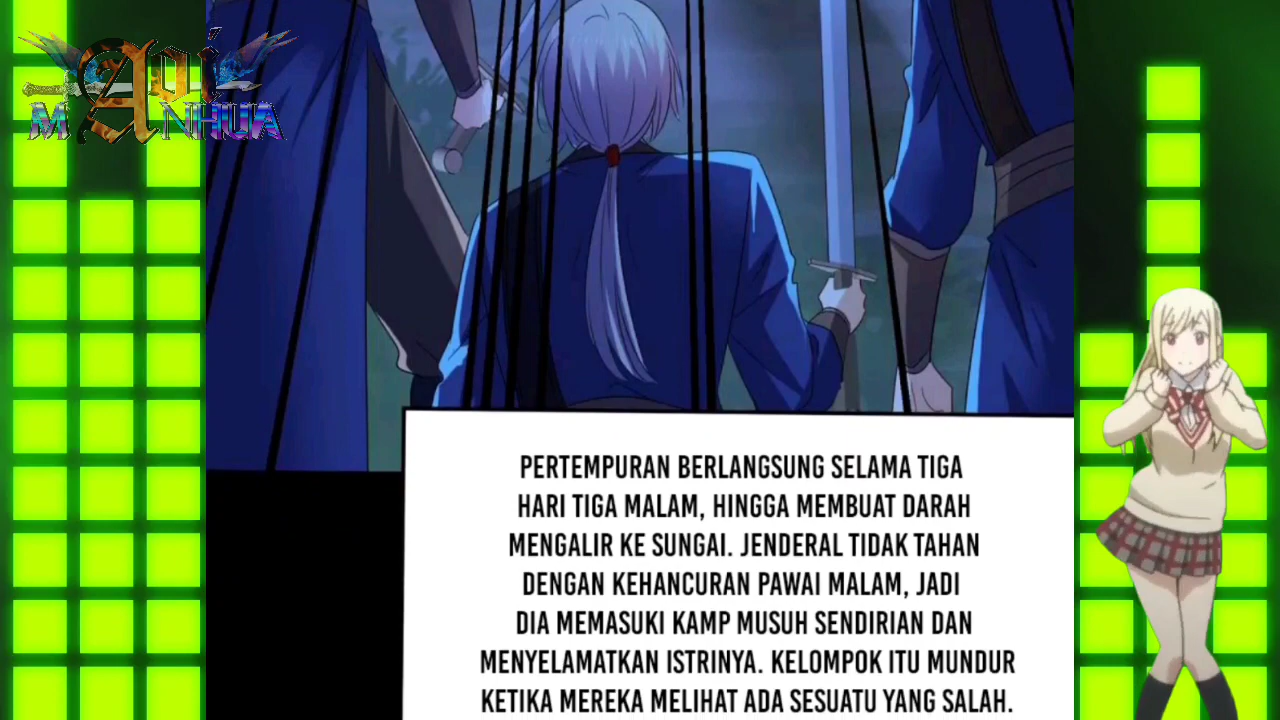 Adi
MANHUA
PERTEMPURAN BERLANGSUNG SELAMA TIGA
HARI TIGA MALAM, HINGGA MEMBUAT DARAH
MENGALIR KE SUNGAI. JENDERAL TIDAK TAHAN
DENGAN KEHANCURAN PAWAI MALAM, JADI
DIA MEMASUKI KAMP MUSUH SENDIRIAN DAN
MENYELAMATKAN ISTRINYA. KELOMPOK ITU MUNDUR
KETIKA MEREKA MELIHAT ADA SESUATU YANG SALAH.